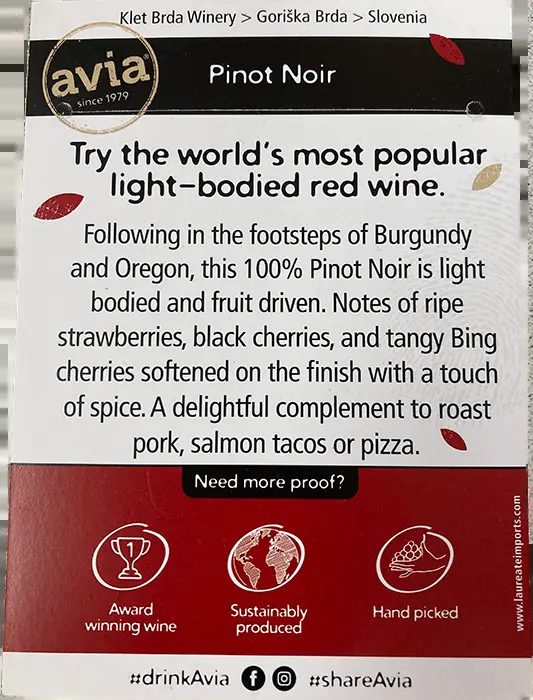 Klet Brda Winery > Goriška Brda > Slovenia
avia®
since 1979
Pinot Noir
Try the world's most popular
light-bodied red wine.
Following in the footsteps of Burgundy
and Oregon, this 100% Pinot Noir is light
bodied and fruit driven. Notes of ripe
strawberries, black cherries, and tangy Bing
cherries softened on the finish with a touch
of spice. A delightful complement to roast
pork, salmon tacos or pizza.
Need more proof?
1
Award
winning wine
Sustainably
produced
Hand picked
www.laureateimports.com
#drinkAvia f #shareAvia